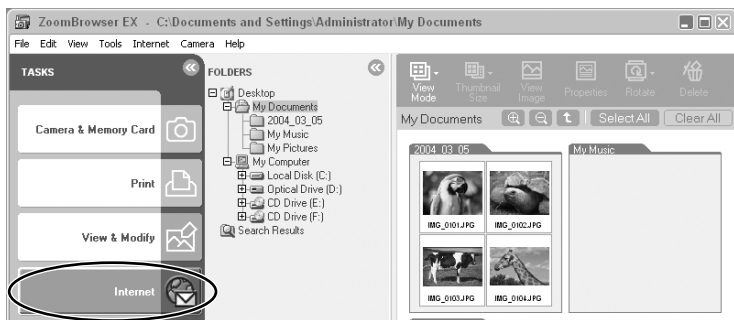 ZoomBrowser EX - C:\Documents and Settings\Administrator\My Documents
File Edit View Tools Internet Camera Help
TASKS
Camera & Memory Card
Print
View & Modify
Internet
FOLDERS
Desktop
My Documents
2004_03_05
My Music
My Pictures
My Computer
Local Disk (C:)
Optical Drive (D:)
CD Drive (E:)
CD Drive (F:)
Search Results
View Mode
Thumbnail Size
View Image
Properties
Rotate
Delete
My Documents
Select All
Clear All
2004_03_05
My Music
IMG_0101.JPG
IMG_0102.JPG
IMG_0103.JPG
IMG_0104.JPG